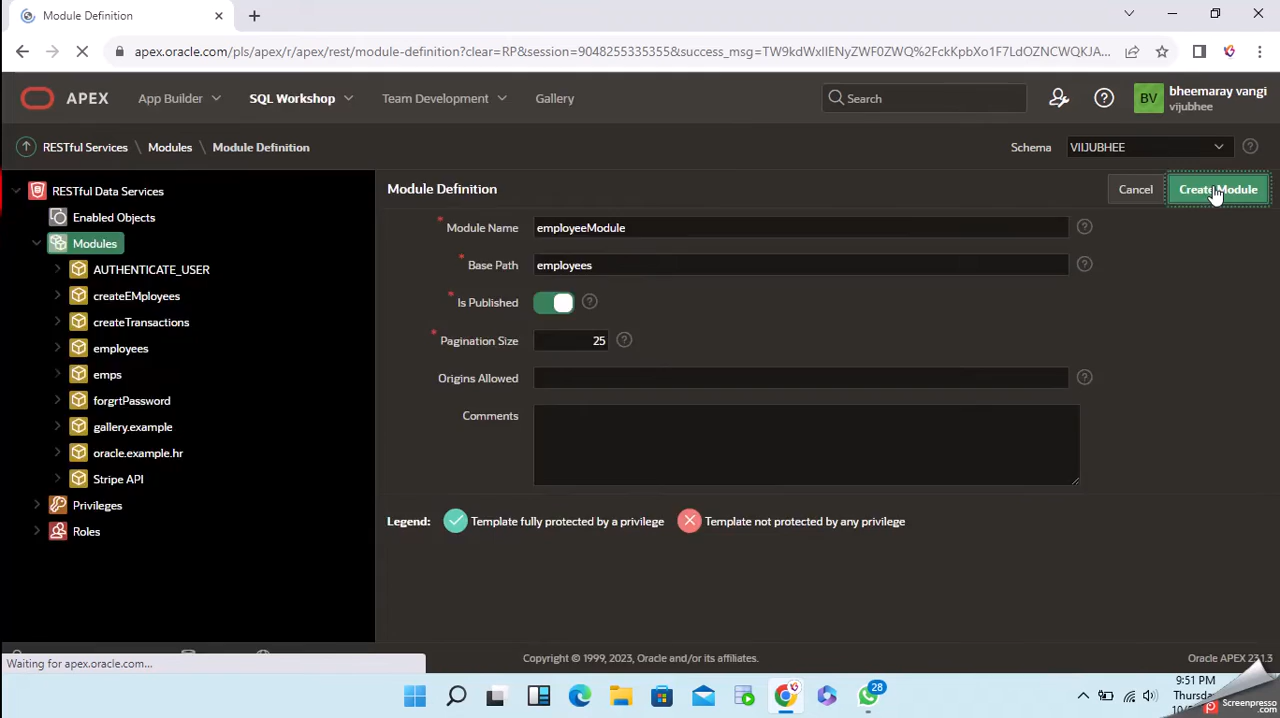 Module Definition
apex.oracle.com/pls/apex/r/apex/rest/module-definition?clear=RP&session=9048255335355&success_msg=TW9kdWxlIENyZWF0ZWQ%2FckKpbXo1F7LdOZNCWQKJA...
APEX App Builder SQL Workshop Team Development Gallery Search BV bheemaray vangi
vijubhee
RESTful Services Modules Module Definition Schema VIIJUBHEE
RESTful Data Services
Enabled Objects
Modules
AUTHENTICATE_USER
createEMployees
createTransactions
employees
emps
forgrtPassword
gallery.example
oracle.example.hr
Stripe API
Privileges
Roles
Module Definition Cancel Create Module
* Module Name employeeModule
* Base Path employees
* Is Published
* Pagination Size 25
Origins Allowed
Comments
Legend: Template fully protected by a privilege Template not protected by any privilege
Waiting for apex.oracle.com...
Copyright © 1999, 2023, Oracle and/or its affiliates. Oracle APEX 23.1.3
28
9:51 PM
Thursday
Screenpresso
.com